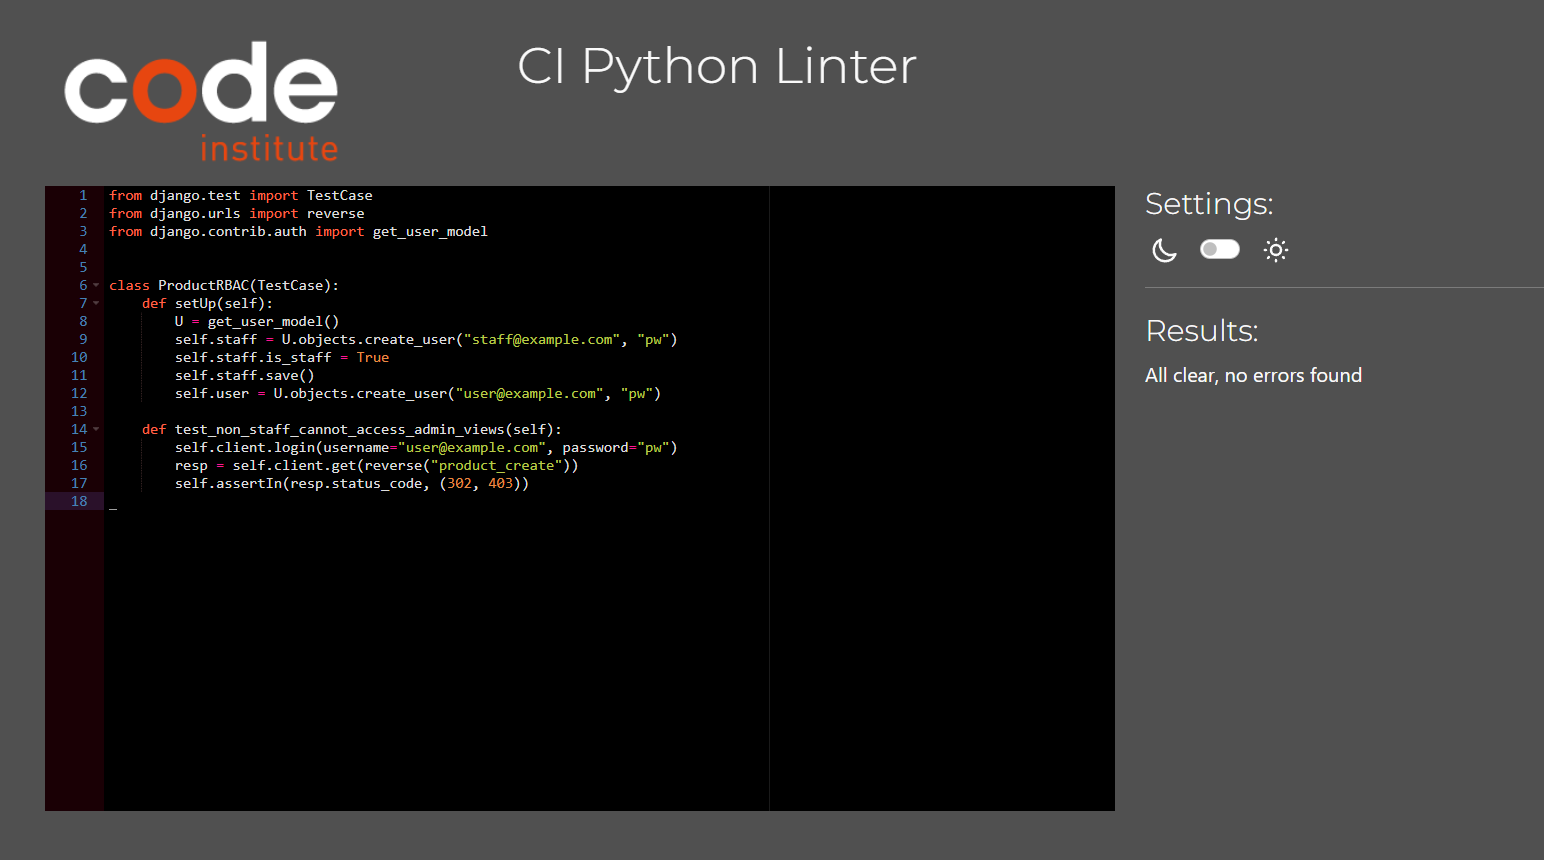 code
institute
CI Python Linter
1 from django.test import TestCase
2 from django.urls import reverse
3 from django.contrib.auth import get_user_model
4
5
6 class ProductRBAC(TestCase):
7     def setUp(self):
8         U = get_user_model()
9         self.staff = U.objects.create_user("staff@example.com", "pw")
10         self.staff.is_staff = True
11         self.staff.save()
12         self.user = U.objects.create_user("user@example.com", "pw")
13
14     def test_non_staff_cannot_access_admin_views(self):
15         self.client.login(username="user@example.com", password="pw")
16         resp = self.client.get(reverse("product_create"))
17         self.assertIn(resp.status_code, (302, 403))
18
Settings:
Results:
All clear, no errors found